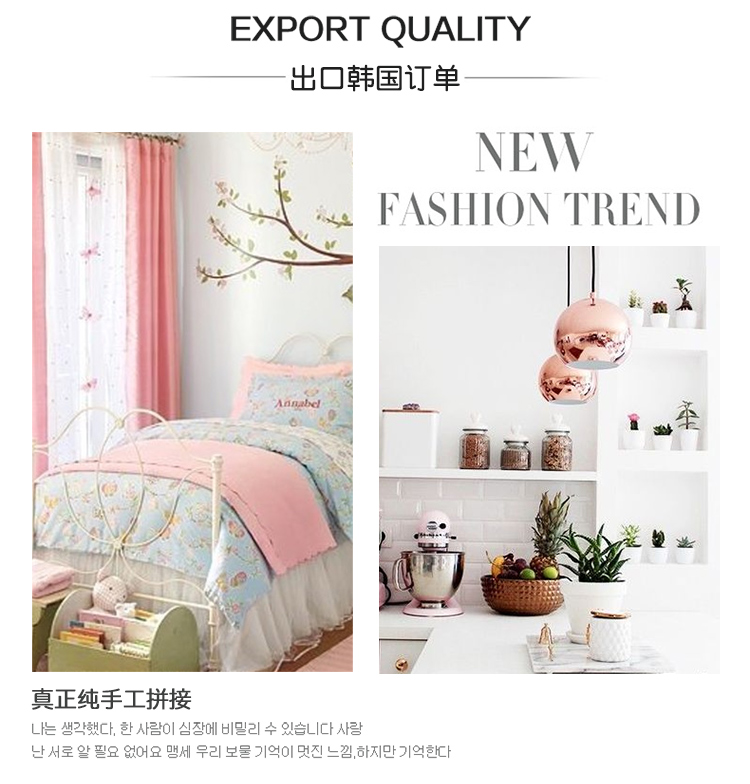 EXPORT QUALITY
出口韩国订单
NEW
FASHION TREND
Annabel
真正纯手工拼接
나는 생각했다, 한 사람이 심장에 비밀리 수 있습니다 사랑
난 서로 알 필요 없어요 맹세 우리 보물 기억이 멋진 느낌,하지만 기억한다